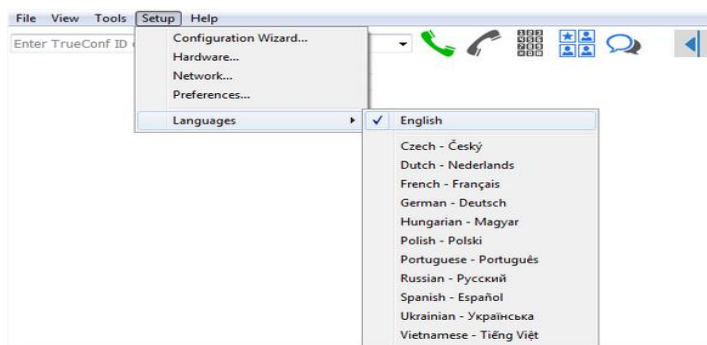 File View Tools Setup Help
Enter TrueConf ID
Configuration Wizard...
Hardware...
Network...
Preferences...
Languages
English
Czech - Český
Dutch - Nederlands
French - Français
German - Deutsch
Hungarian - Magyar
Polish - Polski
Portuguese - Português
Russian - Русский
Spanish - Español
Ukrainian - Українська
Vietnamese - Tiếng Việt